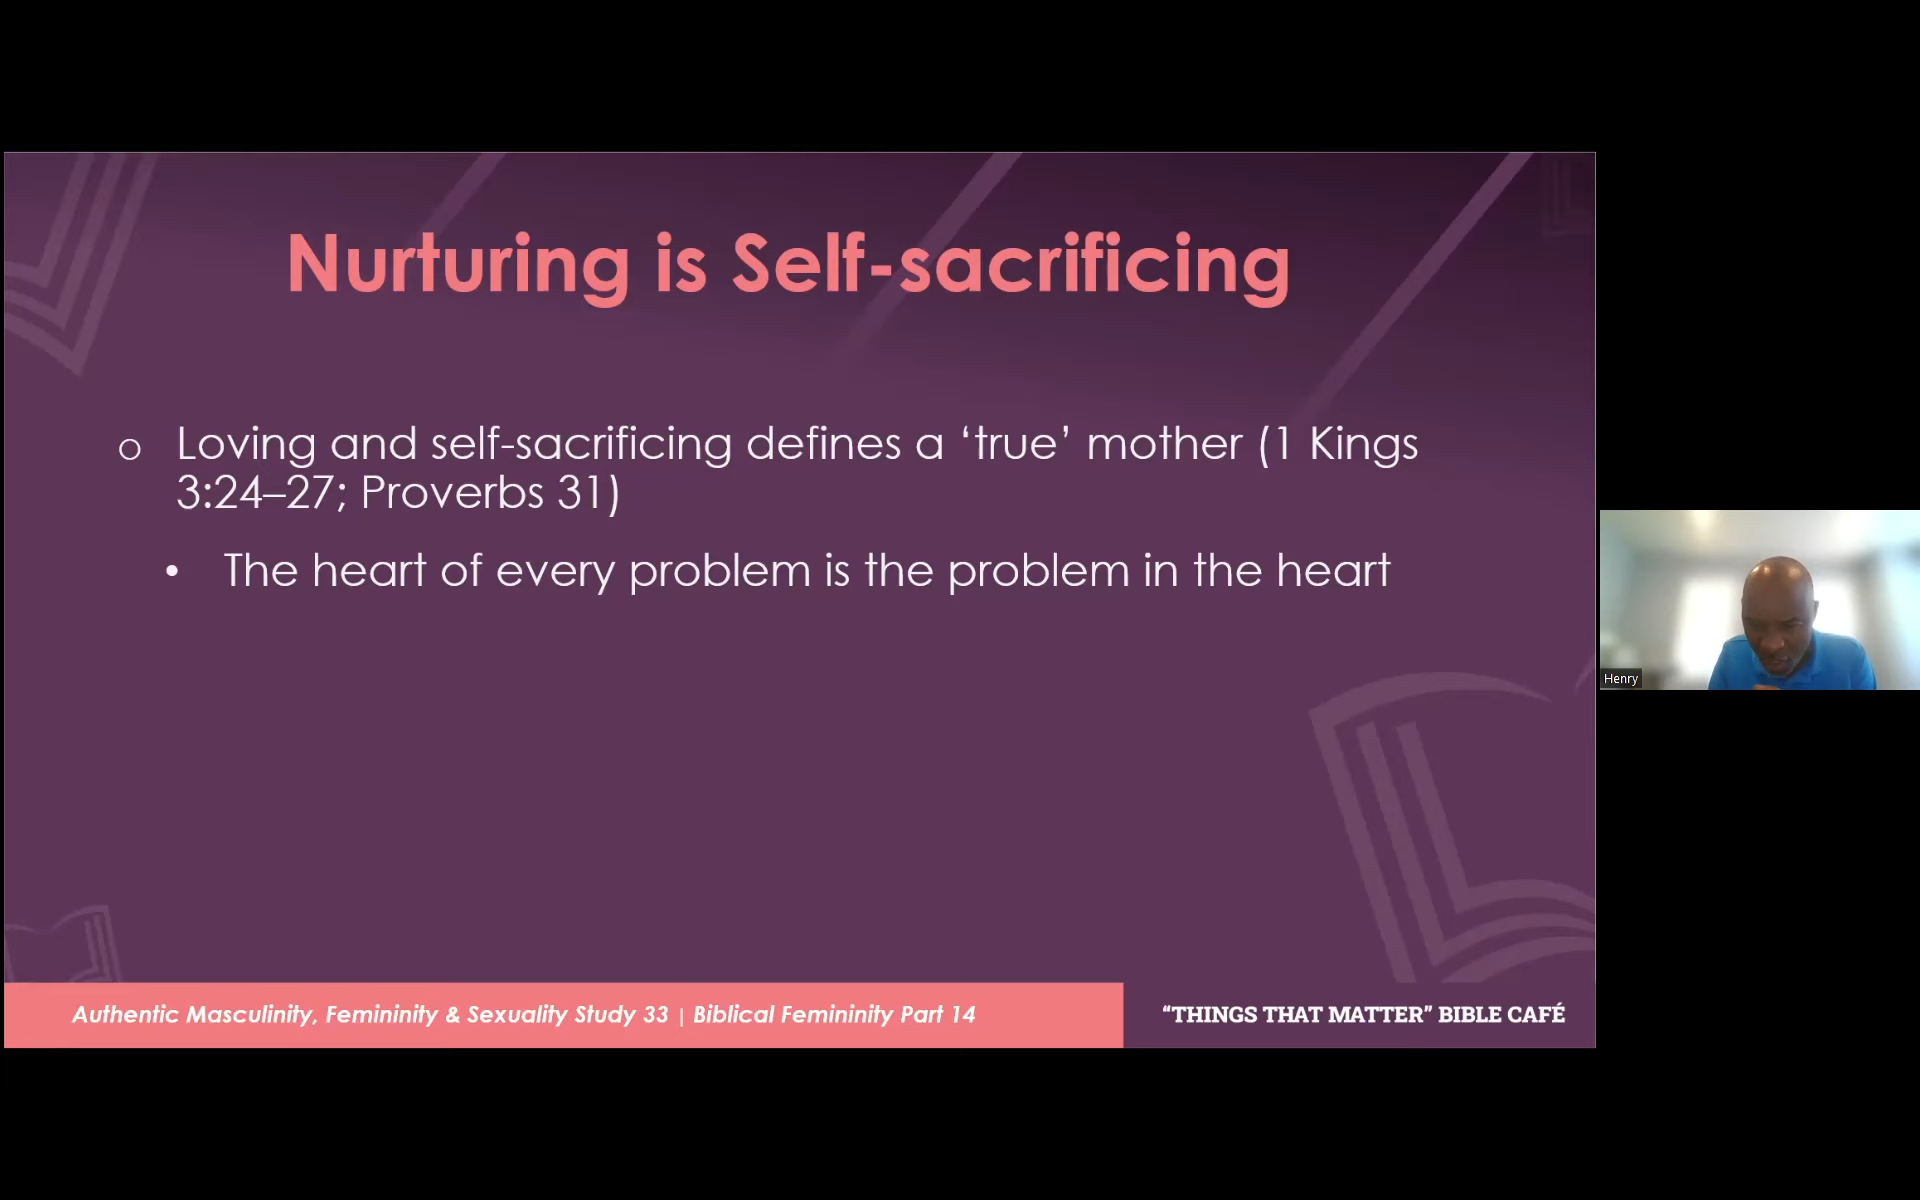 Nurturing is Self-sacrificing
o Loving and self-sacrificing defines a ‘true’ mother (1 Kings
3:24–27; Proverbs 31)
• The heart of every problem is the problem in the heart
Henry
Authentic Masculinity, Femininity & Sexuality Study 33 | Biblical Femininity Part 14
“THINGS THAT MATTER” BIBLE CAFÉ